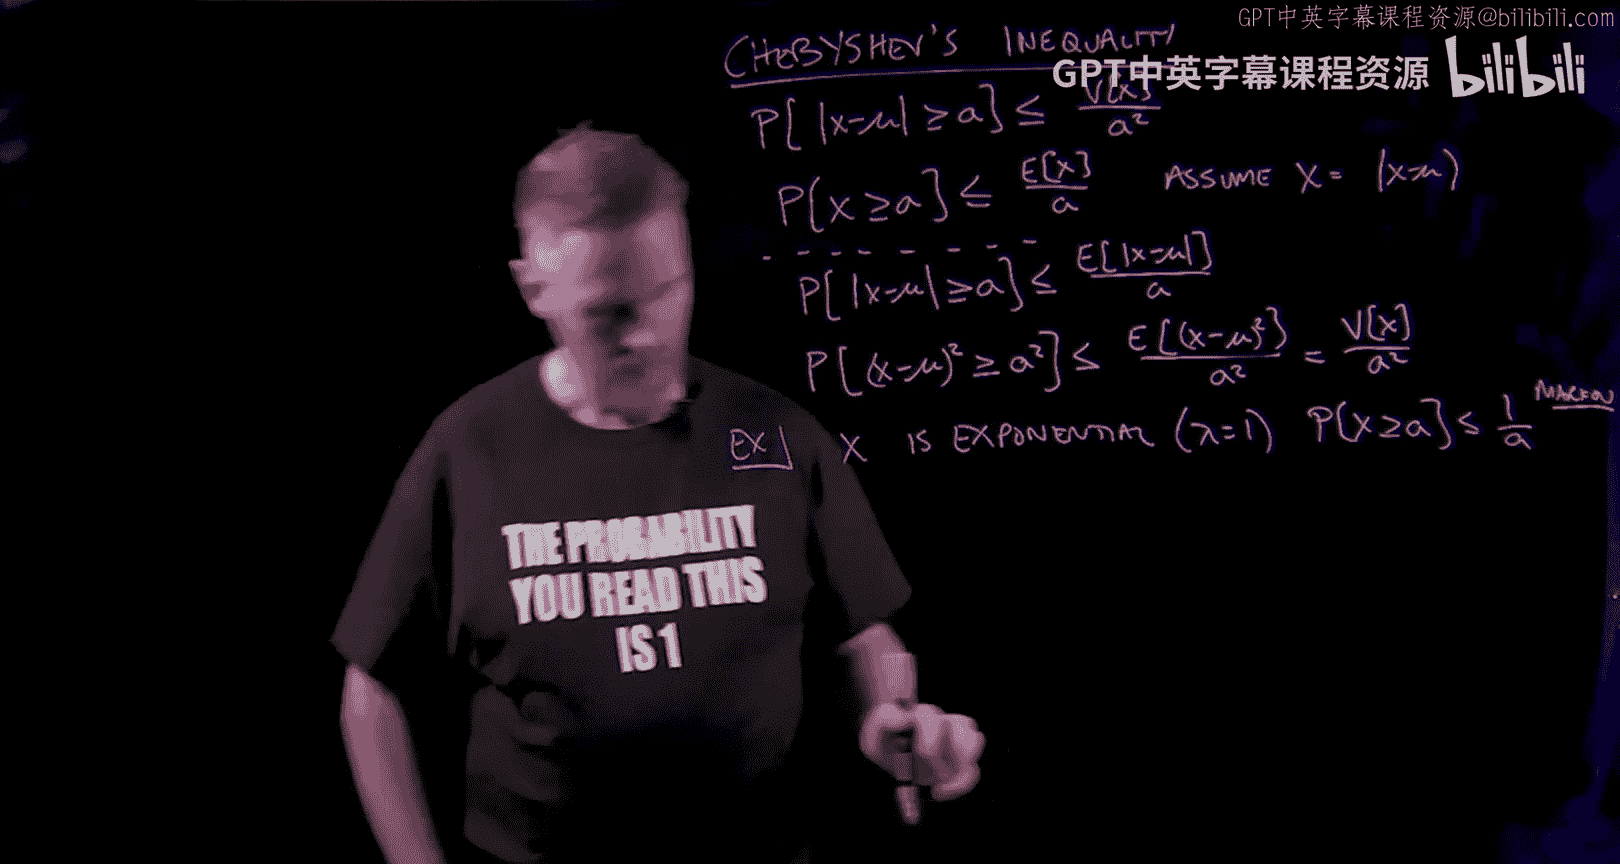 GPT中英字幕课程资源@bilibili.com
CHEBYSHEV'S INEQUALITY
GPT中英字幕课程资源 bilibili
P[|x-μ| ≥ a] ≤ V[x]/a²
P[x ≥ a] ≤ E[x]/a ASSUME X = |x-μ|
P[|x-μ| ≥ a] ≤ E[|x-μ|]/a
P[(x-μ)² ≥ a²] ≤ E[(x-μ)²]/a² = V[x]/a²
EX X IS EXPONENTIAL (λ=1) P[x ≥ a] ≤ 1/a MARKOV
THE PROBABILITY
YOU READ THIS
IS 1